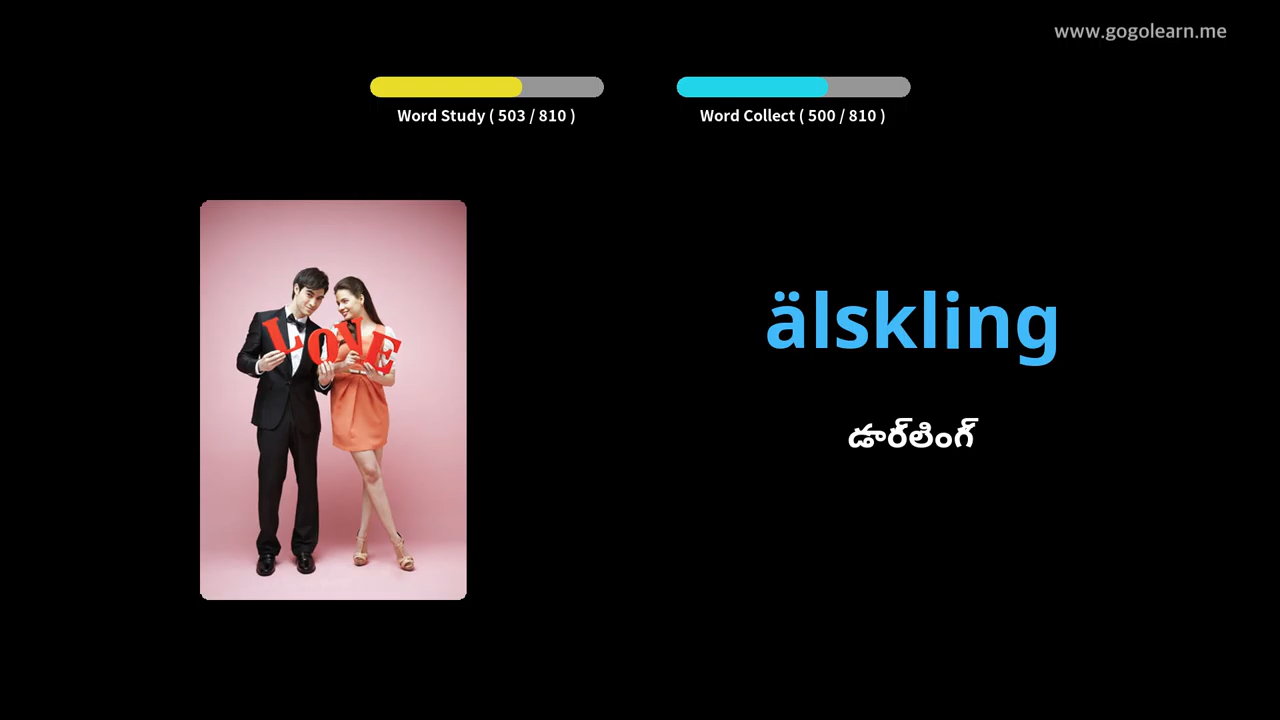 www.gogolearn.me
Word Study ( 503 / 810 )
Word Collect ( 500 / 810 )
LOVE
älskling
డార్లింగ్